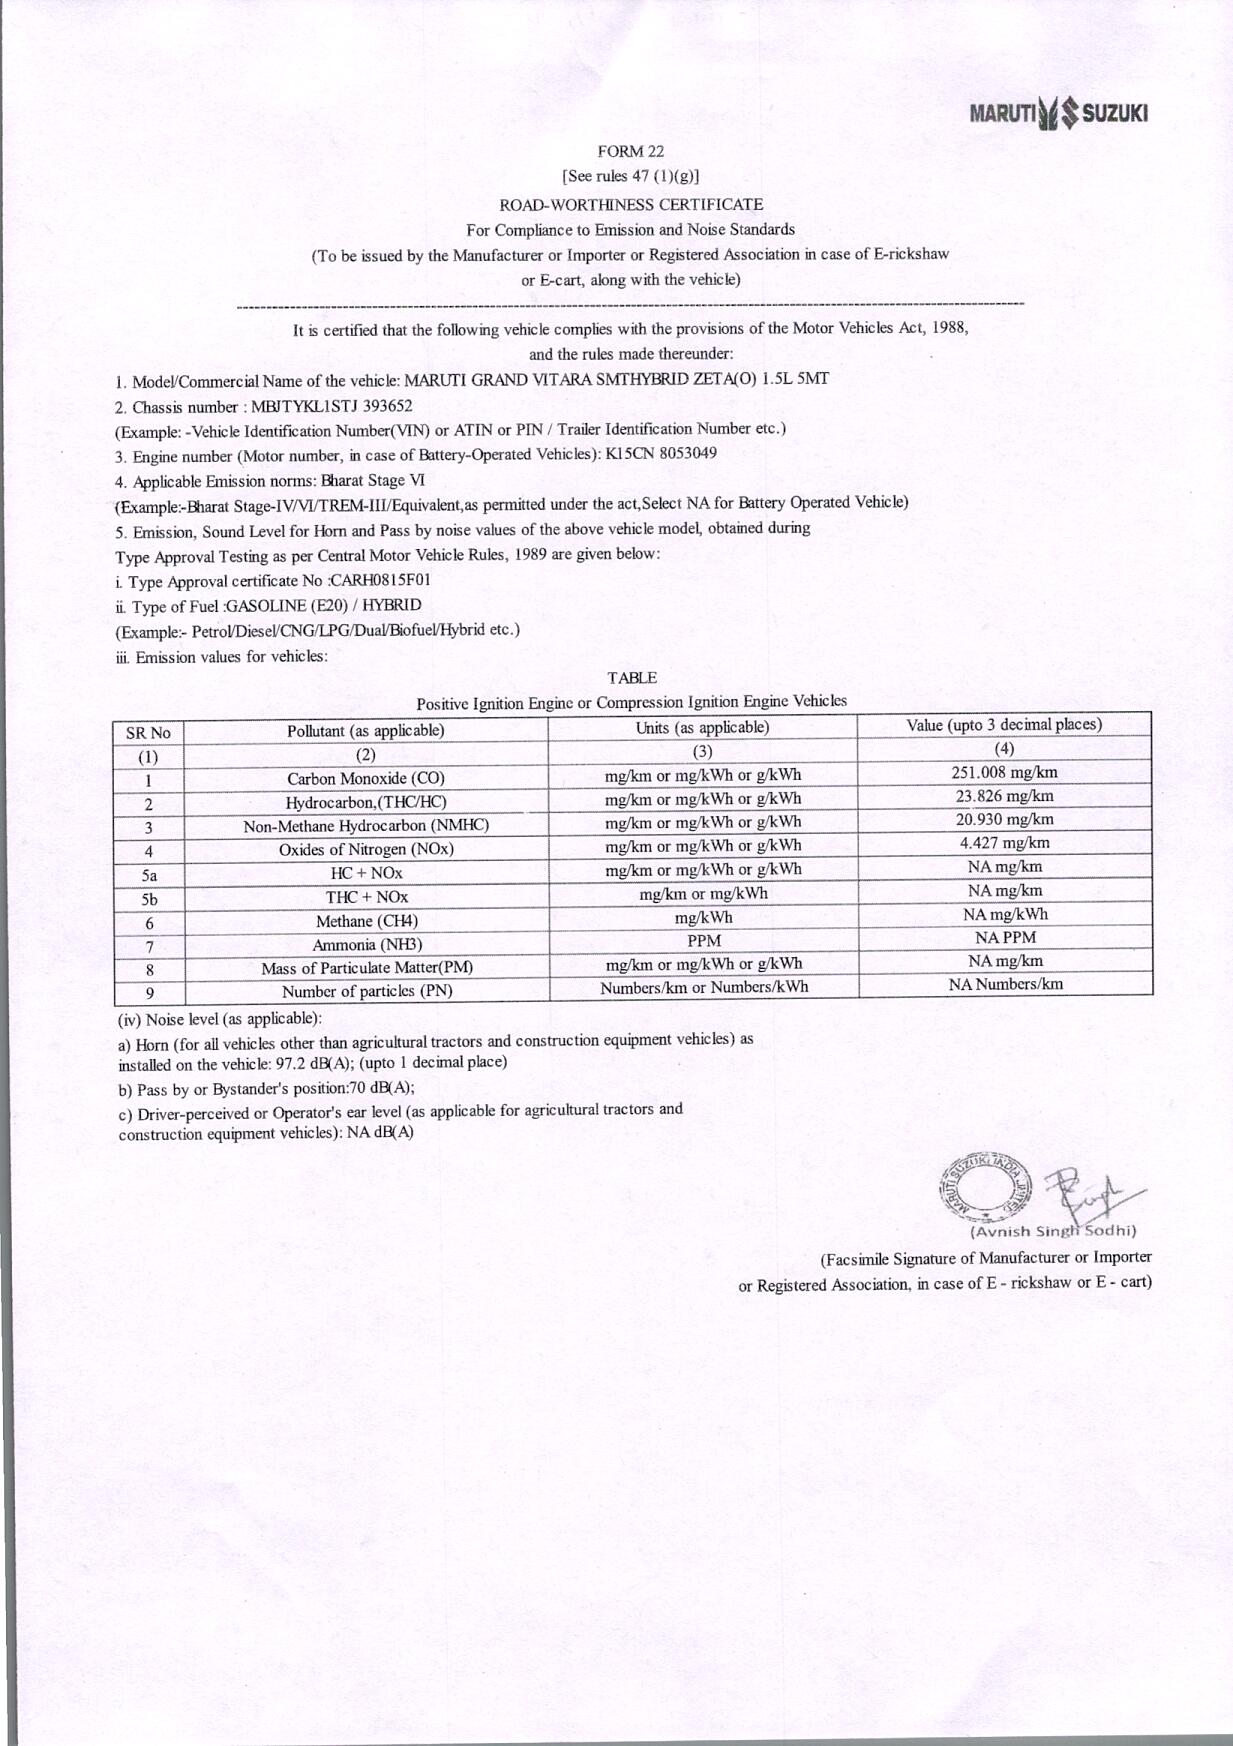 MARUTI SUZUKI
FORM 22
[See rules 47 (1)(g)]
ROAD-WORTHINESS CERTIFICATE
For Compliance to Emission and Noise Standards
(To be issued by the Manufacturer or Importer or Registered Association in case of E-rickshaw
or E-cart, along with the vehicle)
It is certified that the following vehicle complies with the provisions of the Motor Vehicles Act, 1988,
and the rules made thereunder:
1. Model/Commercial Name of the vehicle: MARUTI GRAND VITARA SMTHYBRID ZETA(O) 1.5L 5MT
2. Chassis number : MBJTYKL1STJ 393652
(Example: -Vehicle Identification Number(VIN) or ATIN or PIN / Trailer Identification Number etc.)
3. Engine number (Motor number, in case of Battery-Operated Vehicles): K15CN 8053049
4. Applicable Emission norms: Bharat Stage VI
(Example:-Bharat Stage-IV/VI/TREM-III/Equivalent,as permitted under the act,Select NA for Battery Operated Vehicle)
5. Emission, Sound Level for Horn and Pass by noise values of the above vehicle model, obtained during
Type Approval Testing as per Central Motor Vehicle Rules, 1989 are given below:
i. Type Approval certificate No :CARH0815F01
ii. Type of Fuel :GASOLINE (E20) / HYBRID
(Example:- Petrol/Diesel/CNG/LPG/Dual/Biofuel/Hybrid etc.)
iii. Emission values for vehicles:
TABLE
Positive Ignition Engine or Compression Ignition Engine Vehicles
SR No Pollutant (as applicable) Units (as applicable) Value (upto 3 decimal places)
(1) (2) (3) (4)
1 Carbon Monoxide (CO) mg/km or mg/kWh or g/kWh 251.008 mg/km
2 Hydrocarbon,(THC/HC) mg/km or mg/kWh or g/kWh 23.826 mg/km
3 Non-Methane Hydrocarbon (NMHC) mg/km or mg/kWh or g/kWh 20.930 mg/km
4 Oxides of Nitrogen (NOx) mg/km or mg/kWh or g/kWh 4.427 mg/km
5a HC + NOx mg/km or mg/kWh or g/kWh NA mg/km
5b THC + NOx mg/km or mg/kWh NA mg/km
6 Methane (CH4) mg/kWh NA mg/kWh
7 Ammonia (NH3) PPM NA PPM
8 Mass of Particulate Matter(PM) mg/km or mg/kWh or g/kWh NA mg/km
9 Number of particles (PN) Numbers/km or Numbers/kWh NA Numbers/km
(iv) Noise level (as applicable):
a) Horn (for all vehicles other than agricultural tractors and construction equipment vehicles) as
installed on the vehicle: 97.2 dB(A); (upto 1 decimal place)
b) Pass by or Bystander's position:70 dB(A);
c) Driver-perceived or Operator's ear level (as applicable for agricultural tractors and
construction equipment vehicles): NA dB(A)
MARUTI SUZUKI INDIA LIMITED
(Avnish Singh Sodhi)
(Facsimile Signature of Manufacturer or Importer
or Registered Association, in case of E - rickshaw or E - cart)